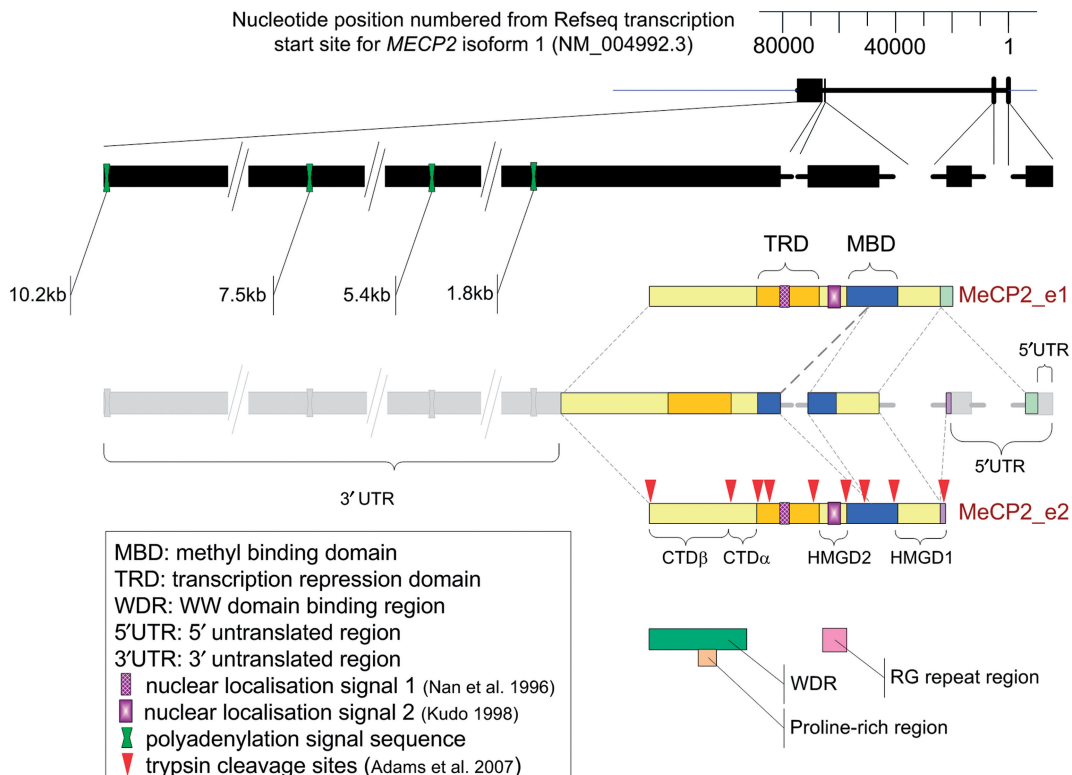 Nucleotide position numbered from Refseq transcription
start site for MECP2 isoform 1 (NM_004992.3)
80000 40000 1
TRD MBD
10.2kb 7.5kb 5.4kb 1.8kb
MeCP2_e1
5′UTR
5′UTR
3′ UTR
MeCP2_e2
CTDβ CTDα HMGD2 HMGD1
MBD: methyl binding domain
TRD: transcription repression domain
WDR: WW domain binding region
5′UTR: 5′ untranslated region
3′UTR: 3′ untranslated region
nuclear localisation signal 1 (Nan et al. 1996)
nuclear localisation signal 2 (Kudo 1998)
polyadenylation signal sequence
trypsin cleavage sites (Adams et al. 2007)
WDR
RG repeat region
Proline-rich region